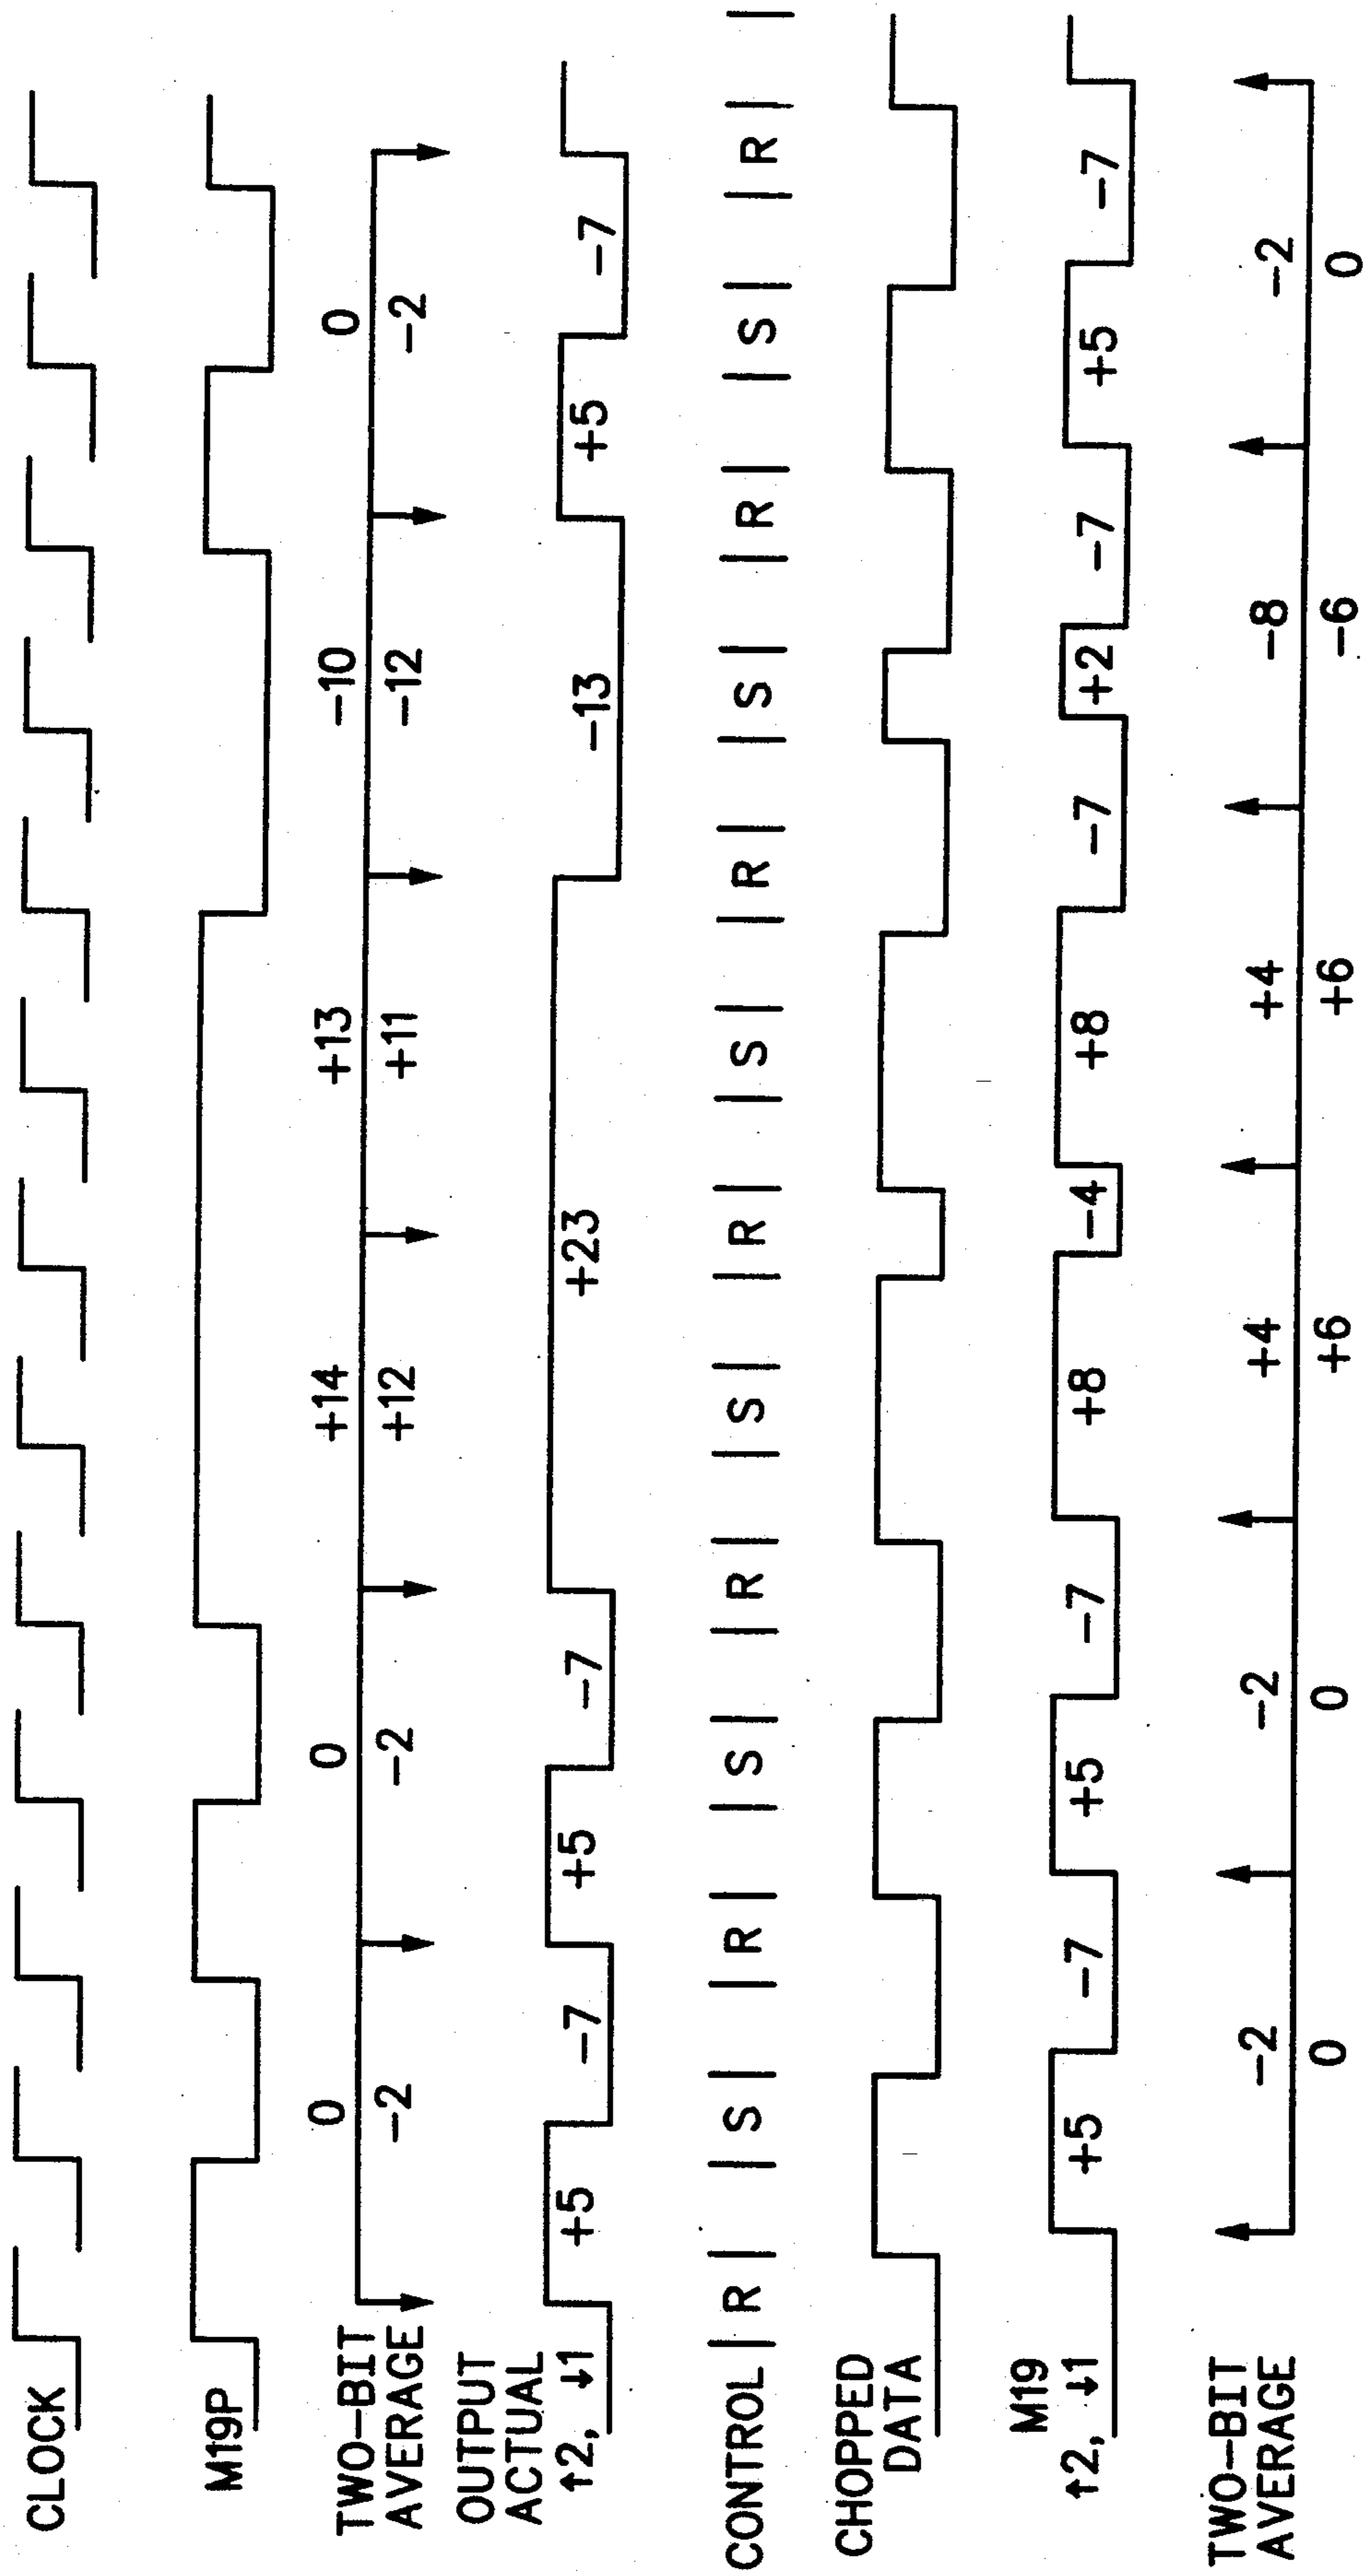 CLOCK
M19P
0 0 +14 +13 -10 0
TWO-BIT
AVERAGE
-2 -2 +12 +11 -12 -2
OUTPUT
ACTUAL
↑2, ↓1
+5 -7 +5 -7 +23 -13 +5 -7
CONTROL | R | | S | | R | | S | | R | | S | | R | | S | | R | | S | | R | | S | | R | |
CHOPPED
DATA
M19
↑2, ↓1
+5 -7 +5 -7 +8 -4 +8 -7 +2 -7 +5 -7
TWO-BIT
AVERAGE
-2 -2 +4 +4 -8 -2
0 0 +6 +6 -6 0